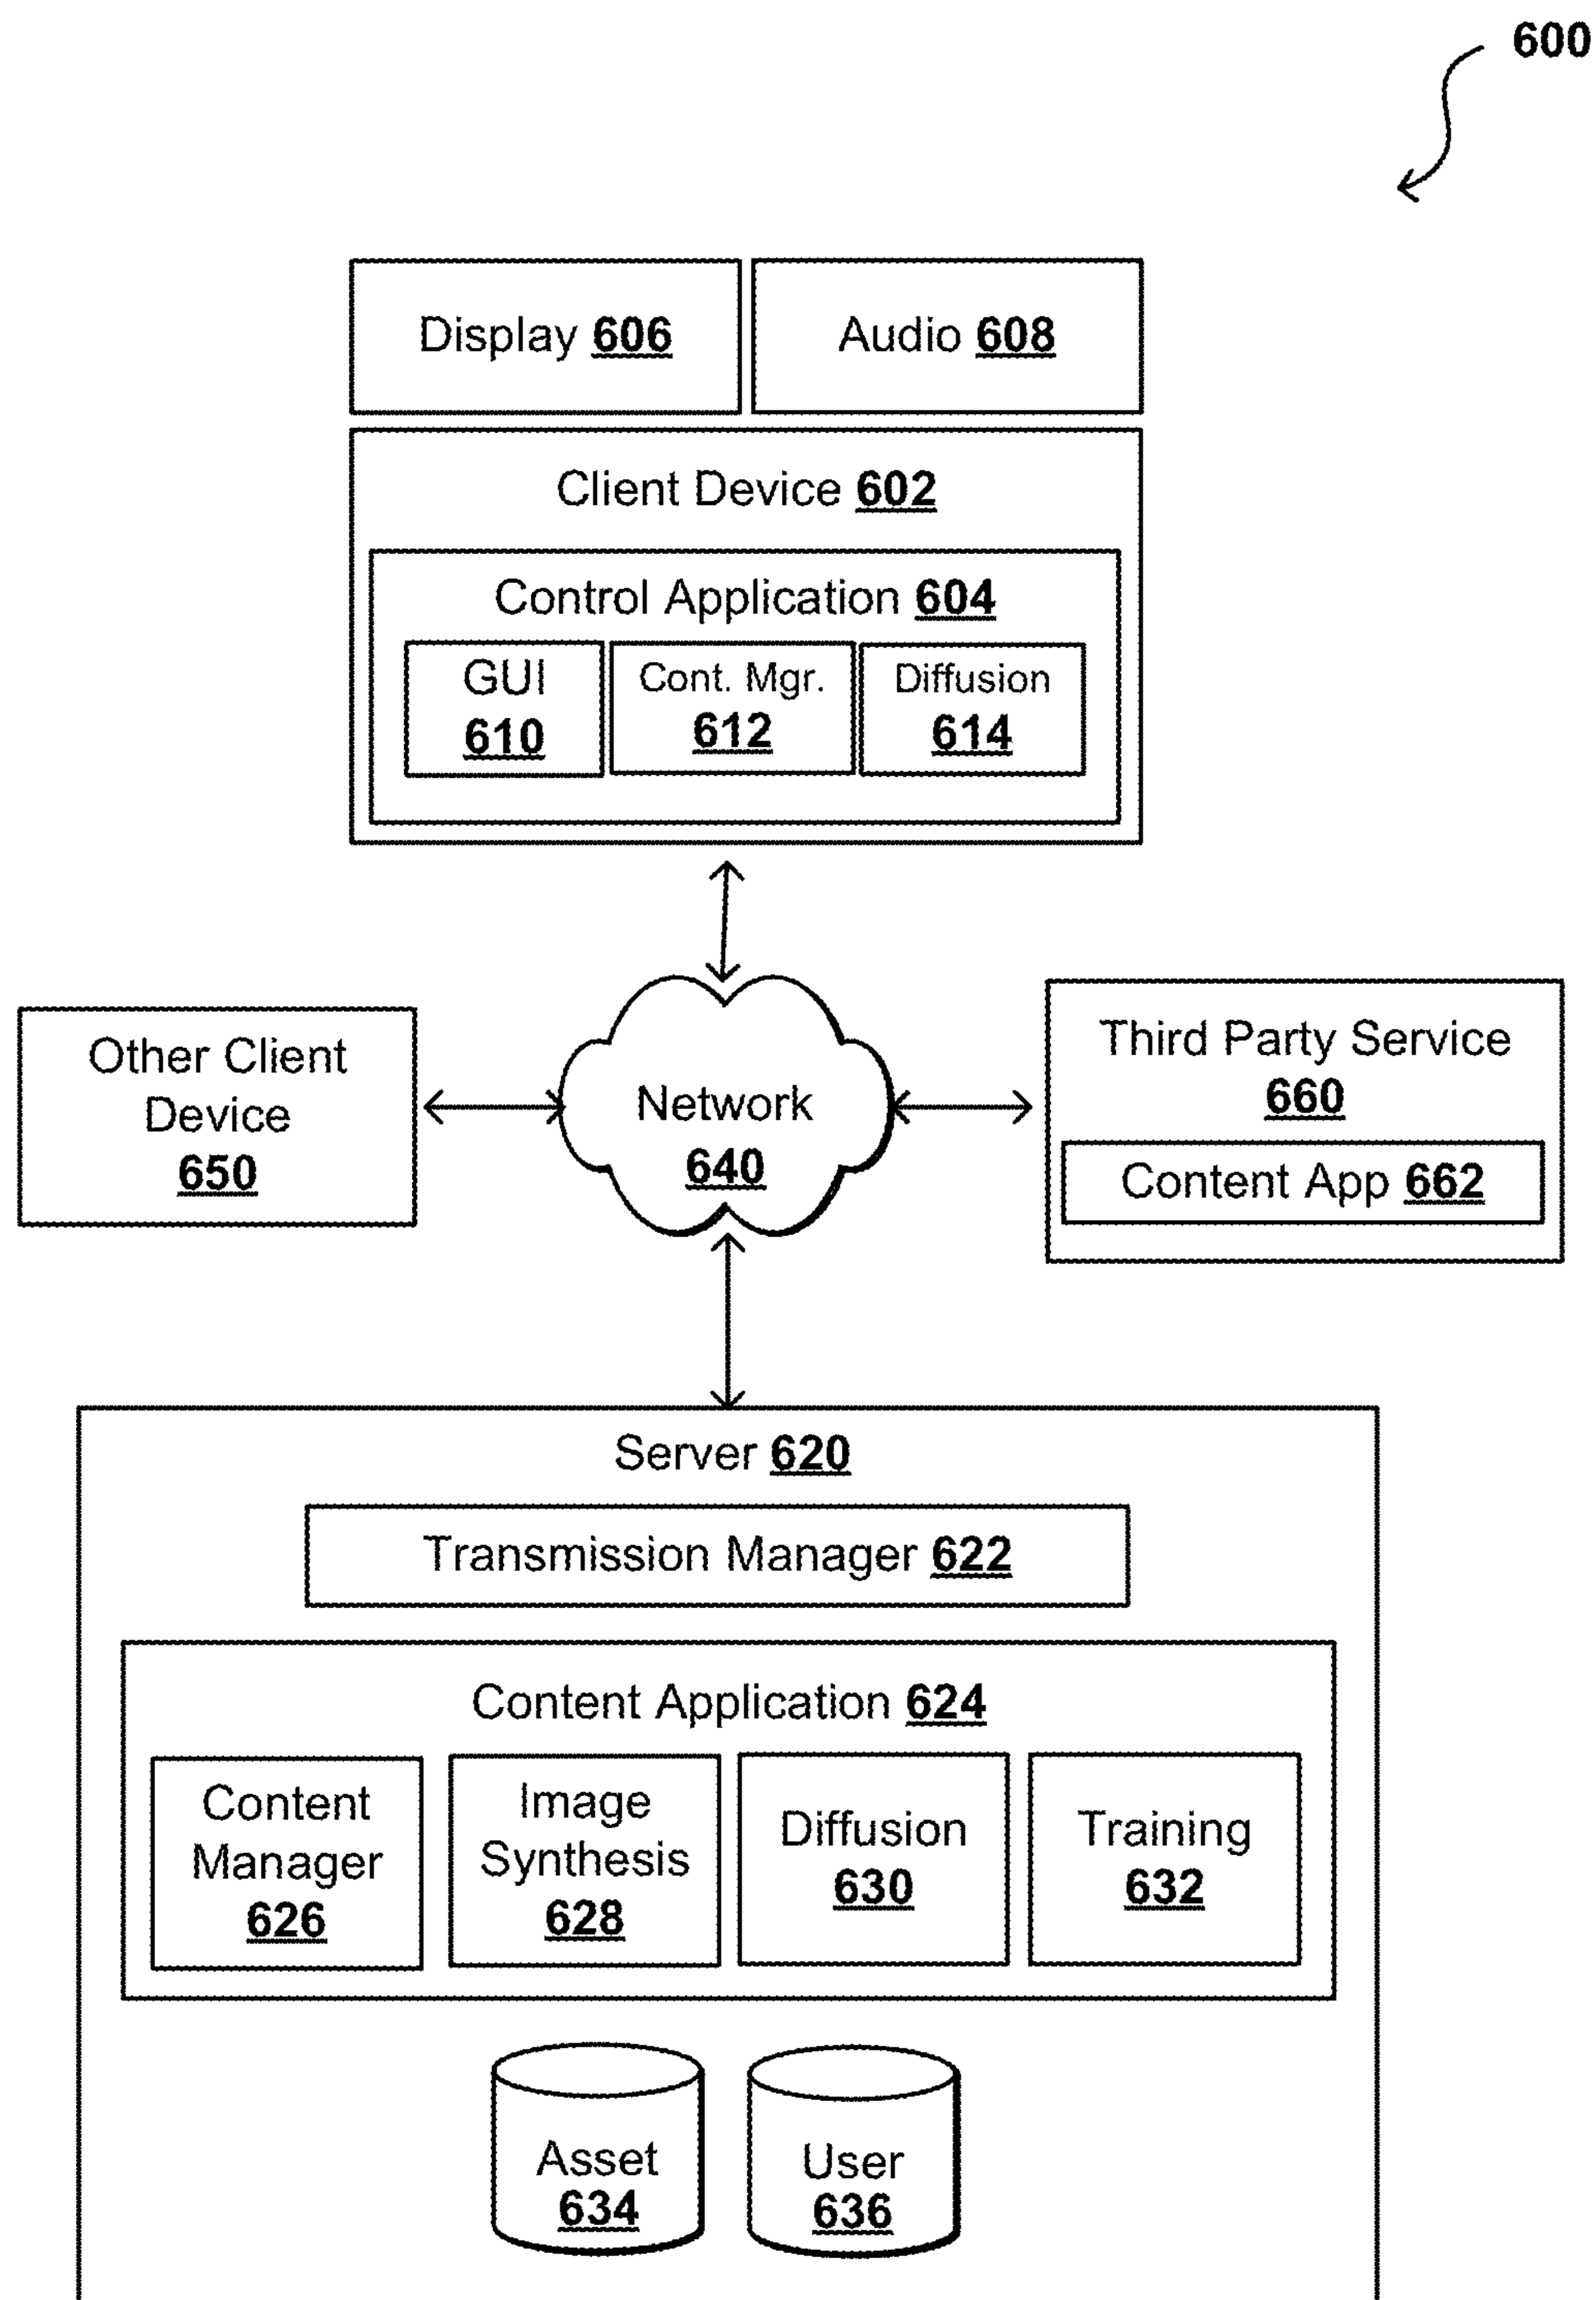 600
Display 606
Audio 608
Client Device 602
Control Application 604
GUI
610
Cont. Mgr.
612
Diffusion
614
Other Client
Device
650
Network
640
Third Party Service
660
Content App 662
Server 620
Transmission Manager 622
Content Application 624
Content
Manager
626
Image
Synthesis
628
Diffusion
630
Training
632
Asset
634
User
636